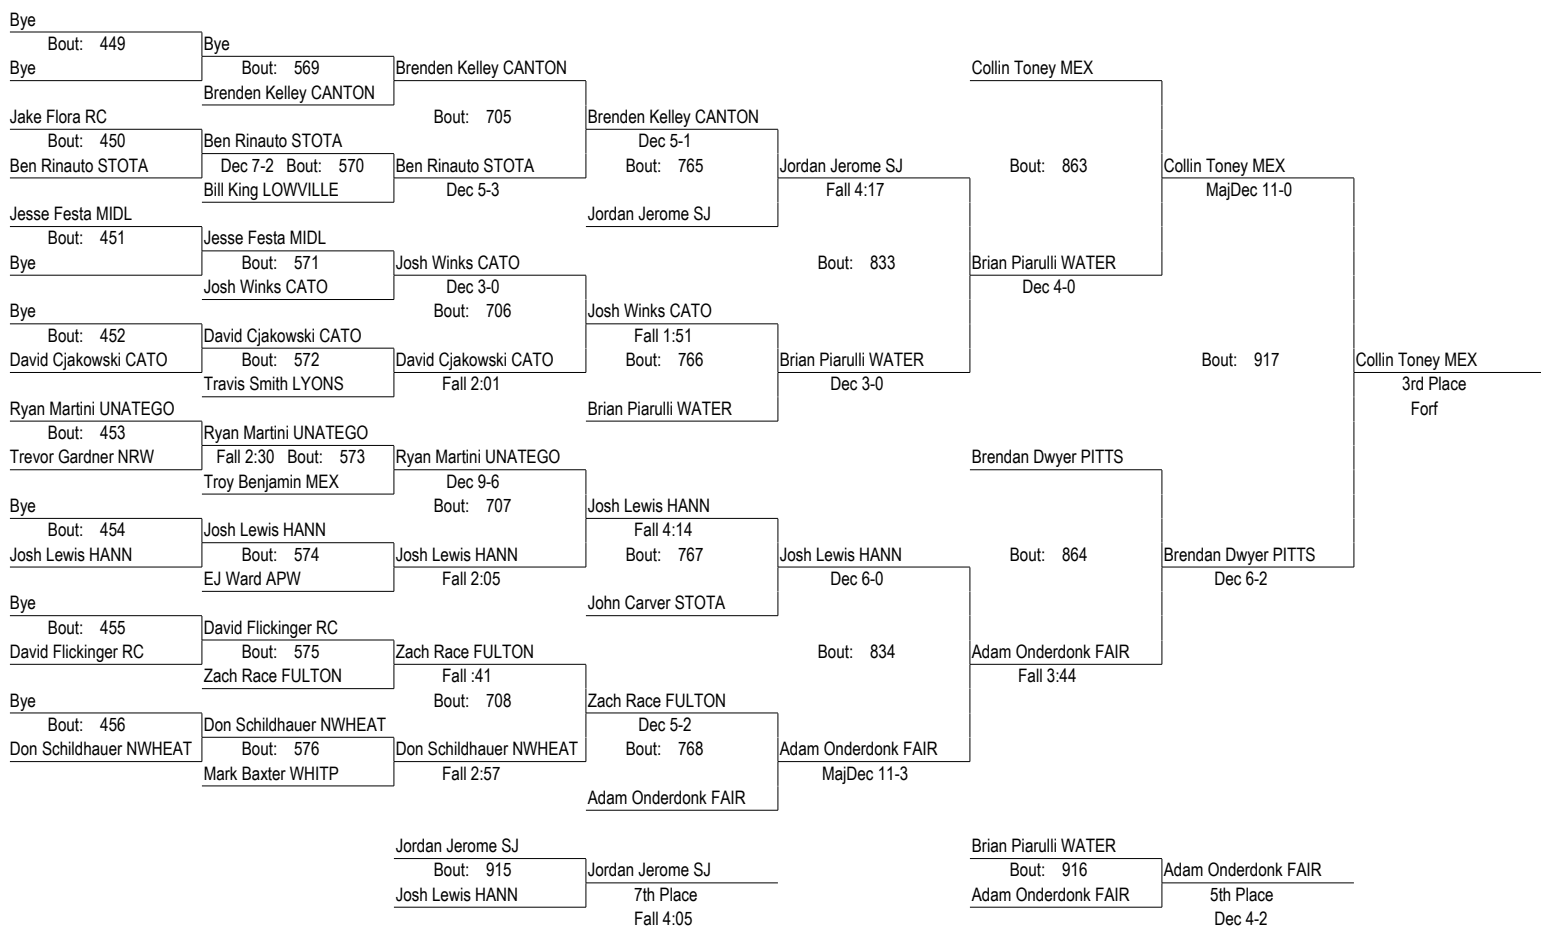 Bye
Bout: 449
Bye
Bye
Bout: 569
Brenden Kelley CANTON
Brenden Kelley CANTON
Collin Toney MEX
Jake Flora RC
Bout: 705
Brenden Kelley CANTON
Bout: 450
Ben Rinauto STOTA
Dec 5-1
Ben Rinauto STOTA
Dec 7-2 Bout: 570
Ben Rinauto STOTA
Bout: 765
Jordan Jerome SJ
Bout: 863
Collin Toney MEX
Bill King LOWVILLE
Dec 5-3
Fall 4:17
MajDec 11-0
Jesse Festa MIDL
Jordan Jerome SJ
Bout: 451
Jesse Festa MIDL
Bye
Bout: 571
Josh Winks CATO
Bout: 833
Brian Piarulli WATER
Josh Winks CATO
Dec 3-0
Dec 4-0
Bye
Bout: 706
Josh Winks CATO
Bout: 452
David Cjakowski CATO
Fall 1:51
David Cjakowski CATO
Bout: 572
David Cjakowski CATO
Bout: 766
Brian Piarulli WATER
Bout: 917
Collin Toney MEX
Travis Smith LYONS
Fall 2:01
Dec 3-0
3rd Place
Ryan Martini UNATEGO
Brian Piarulli WATER
Forf
Bout: 453
Ryan Martini UNATEGO
Trevor Gardner NRW
Fall 2:30 Bout: 573
Ryan Martini UNATEGO
Brendan Dwyer PITTS
Troy Benjamin MEX
Dec 9-6
Bye
Bout: 707
Josh Lewis HANN
Bout: 454
Josh Lewis HANN
Fall 4:14
Josh Lewis HANN
Bout: 574
Josh Lewis HANN
Bout: 767
Josh Lewis HANN
Bout: 864
Brendan Dwyer PITTS
EJ Ward APW
Fall 2:05
Dec 6-0
Dec 6-2
Bye
John Carver STOTA
Bout: 455
David Flickinger RC
David Flickinger RC
Bout: 575
Zach Race FULTON
Bout: 834
Adam Onderdonk FAIR
Zach Race FULTON
Fall :41
Fall 3:44
Bye
Bout: 708
Zach Race FULTON
Bout: 456
Don Schildhauer NWHEAT
Dec 5-2
Don Schildhauer NWHEAT
Bout: 576
Don Schildhauer NWHEAT
Bout: 768
Adam Onderdonk FAIR
Mark Baxter WHITP
Fall 2:57
MajDec 11-3
Adam Onderdonk FAIR
Jordan Jerome SJ
Brian Piarulli WATER
Bout: 915
Jordan Jerome SJ
Bout: 916
Adam Onderdonk FAIR
Josh Lewis HANN
7th Place
Adam Onderdonk FAIR
5th Place
Fall 4:05
Dec 4-2